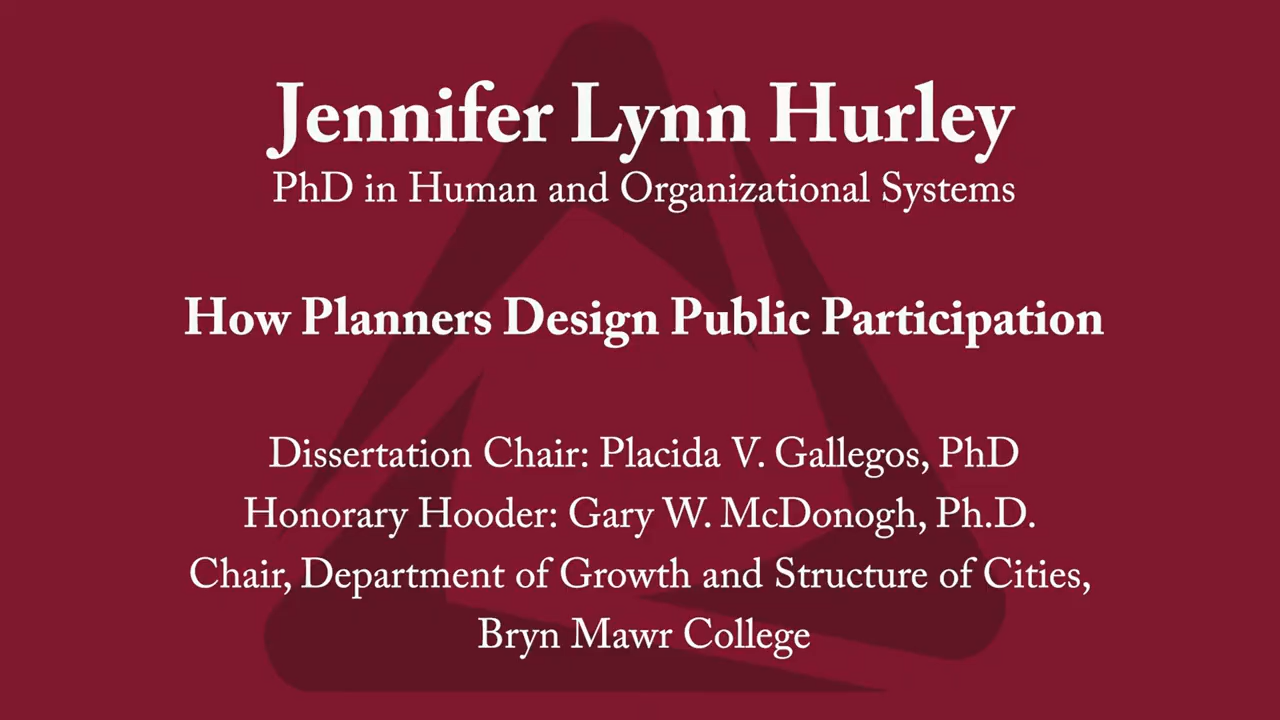 Jennifer Lynn Hurley
PhD in Human and Organizational Systems
How Planners Design Public Participation
Dissertation Chair: Placida V. Gallegos, PhD
Honorary Hooder: Gary W. McDonogh, Ph.D.
Chair, Department of Growth and Structure of Cities,
Bryn Mawr College